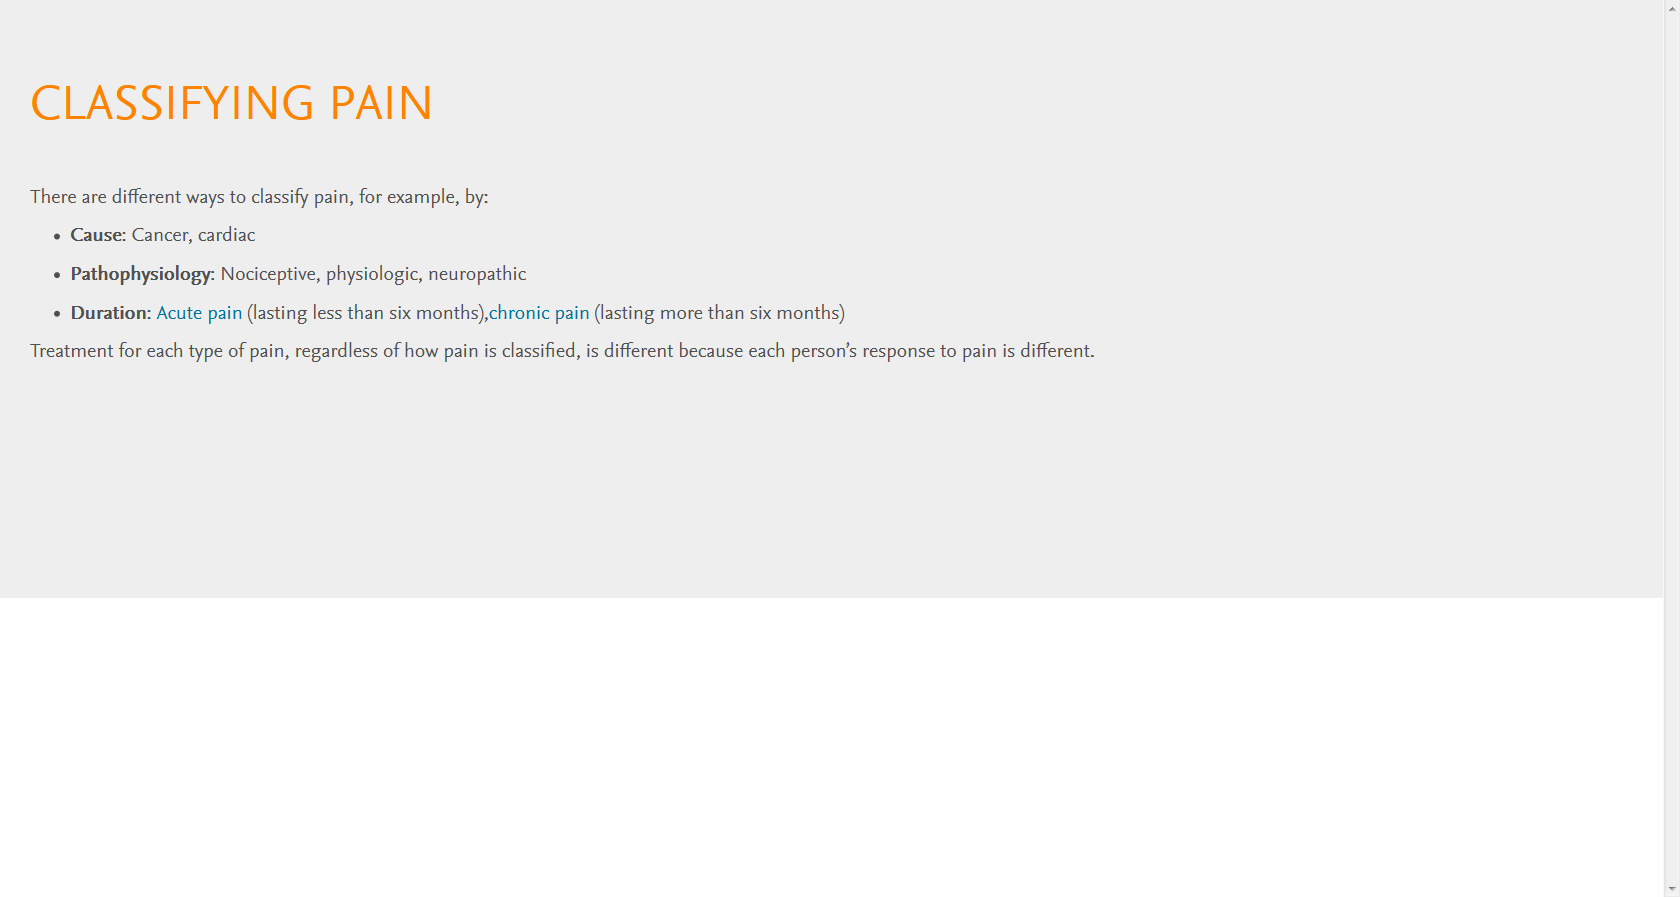 CLASSIFYING PAIN
There are different ways to classify pain, for example, by:
• Cause: Cancer, cardiac
• Pathophysiology: Nociceptive, physiologic, neuropathic
• Duration: Acute pain (lasting less than six months),chronic pain (lasting more than six months)
Treatment for each type of pain, regardless of how pain is classified, is different because each person’s response to pain is different.